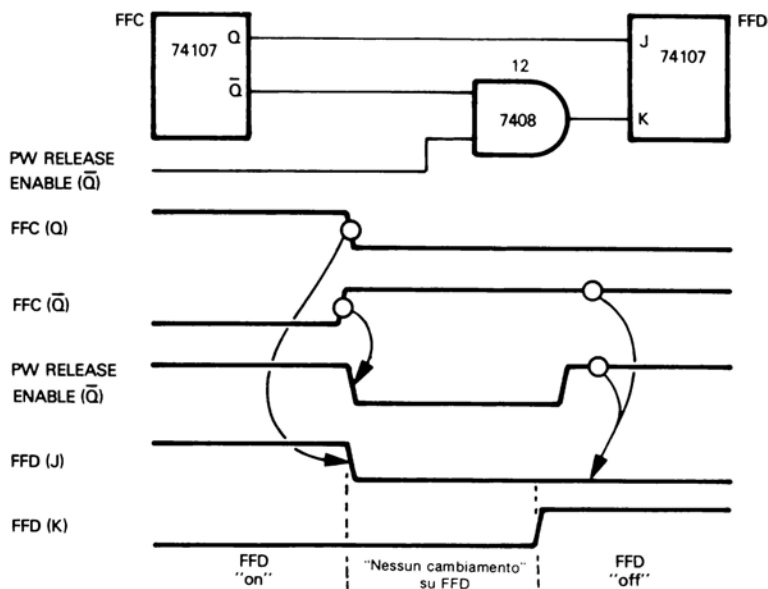 FFC
74107
Q
Q̅
12
7408
J
K
74107
FFD
PW RELEASE
ENABLE (Q̅)
FFC (Q)
FFC (Q̅)
PW RELEASE
ENABLE (Q̅)
FFD (J)
FFD (K)
FFD
"on"
"Nessun cambiamento"
su FFD
FFD
"off"